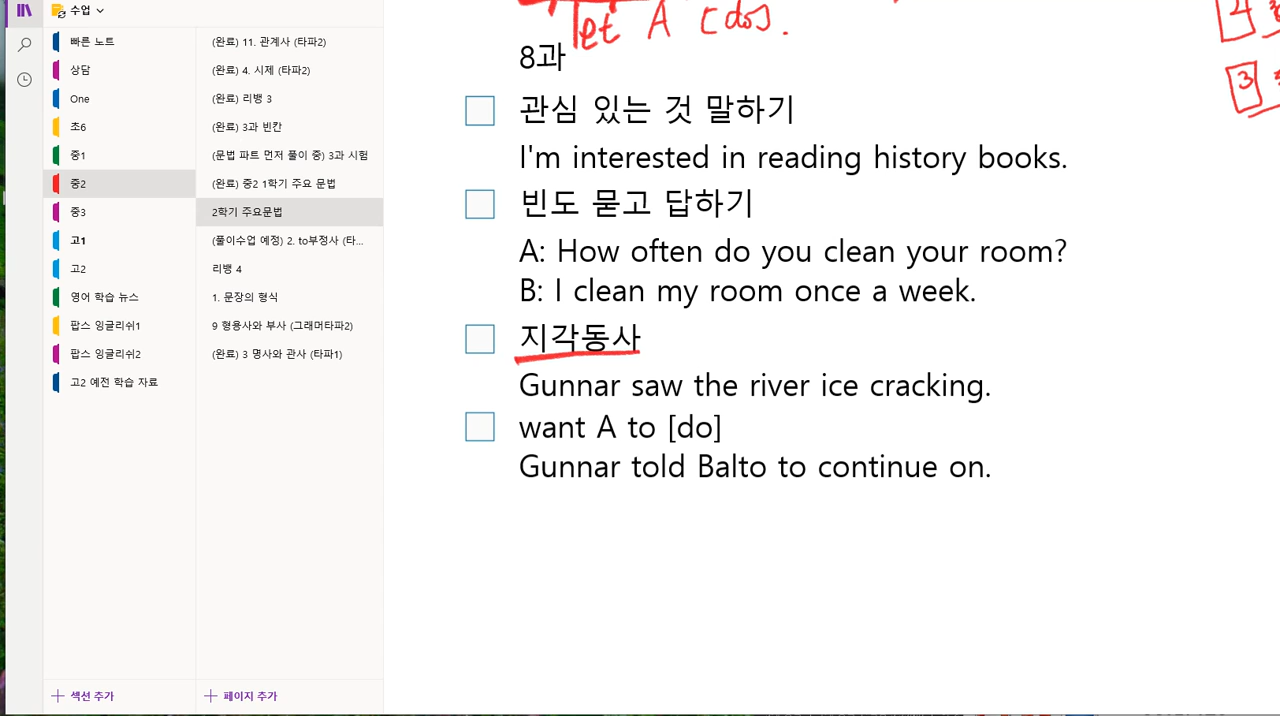 수업
빠른 노트
상담
One
초6
중1
중2
중3
고1
고2
영어 학습 뉴스
팝스 잉글리쉬1
팝스 잉글리쉬2
고2 예전 학습 자료
섹션 추가
(완료) 11. 관계사 (타파2)
(완료) 4. 시제 (타파2)
(완료) 리뱅 3
(완료) 3과 빈칸
(문법 파트 먼저 풀이 중) 3과 시험
(완료) 중2 1학기 주요 문법
2학기 주요문법
(풀이수업 예정) 2. to부정사 (타...
리뱅 4
1. 문장의 형식
9 형용사와 부사 (그래머타파2)
(완료) 3 명사와 관사 (타파1)
페이지 추가
let A [do].
4
3
8과
관심 있는 것 말하기
I'm interested in reading history books.
빈도 묻고 답하기
A: How often do you clean your room?
B: I clean my room once a week.
지각동사
Gunnar saw the river ice cracking.
want A to [do]
Gunnar told Balto to continue on.